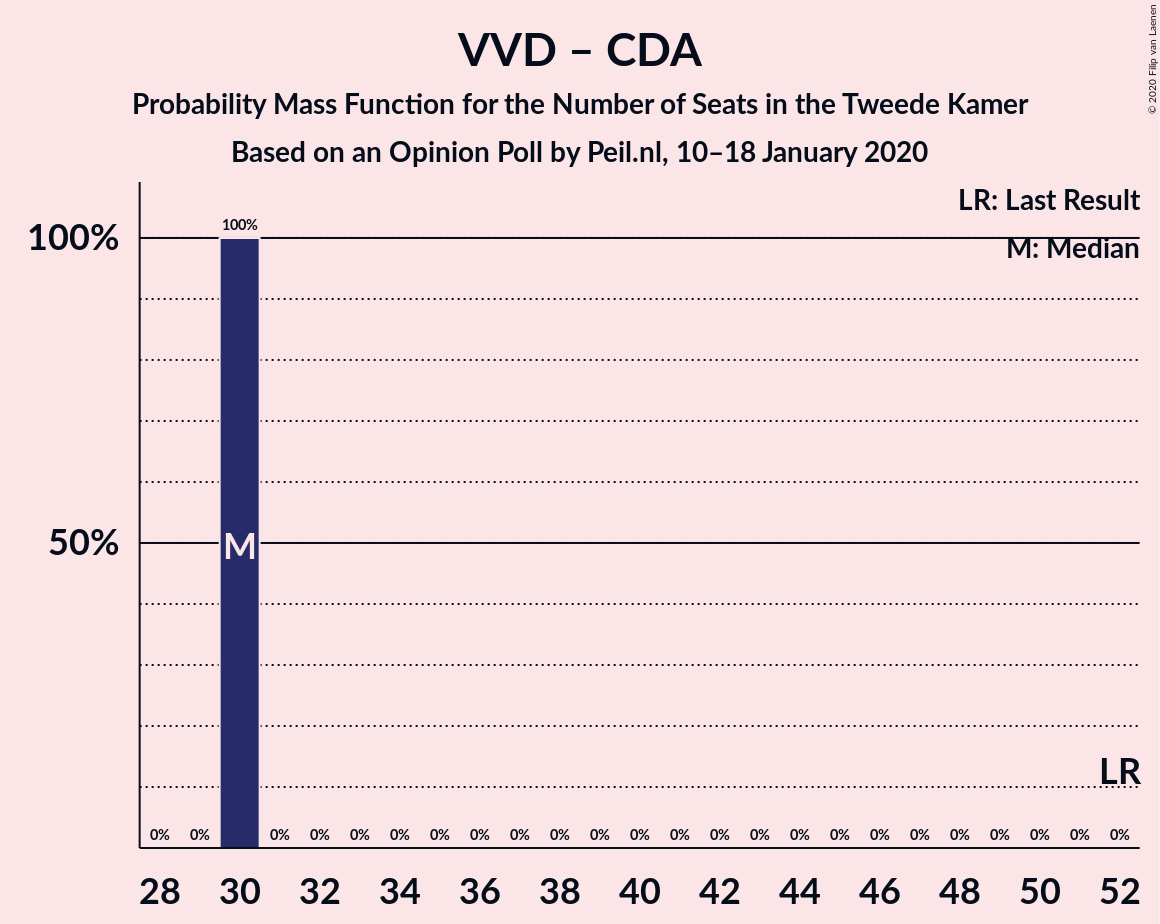 VVD – CDA
Probability Mass Function for the Number of Seats in the Tweede Kamer
Based on an Opinion Poll by Peil.nl, 10–18 January 2020
© 2020 Filip van Laenen
LR: Last Result
M: Median
100%
100%
50%
M
LR
0% 0% 0% 0% 0% 0% 0% 0% 0% 0% 0% 0% 0% 0% 0% 0% 0% 0% 0% 0% 0% 0% 0% 0%
28 30 32 34 36 38 40 42 44 46 48 50 52